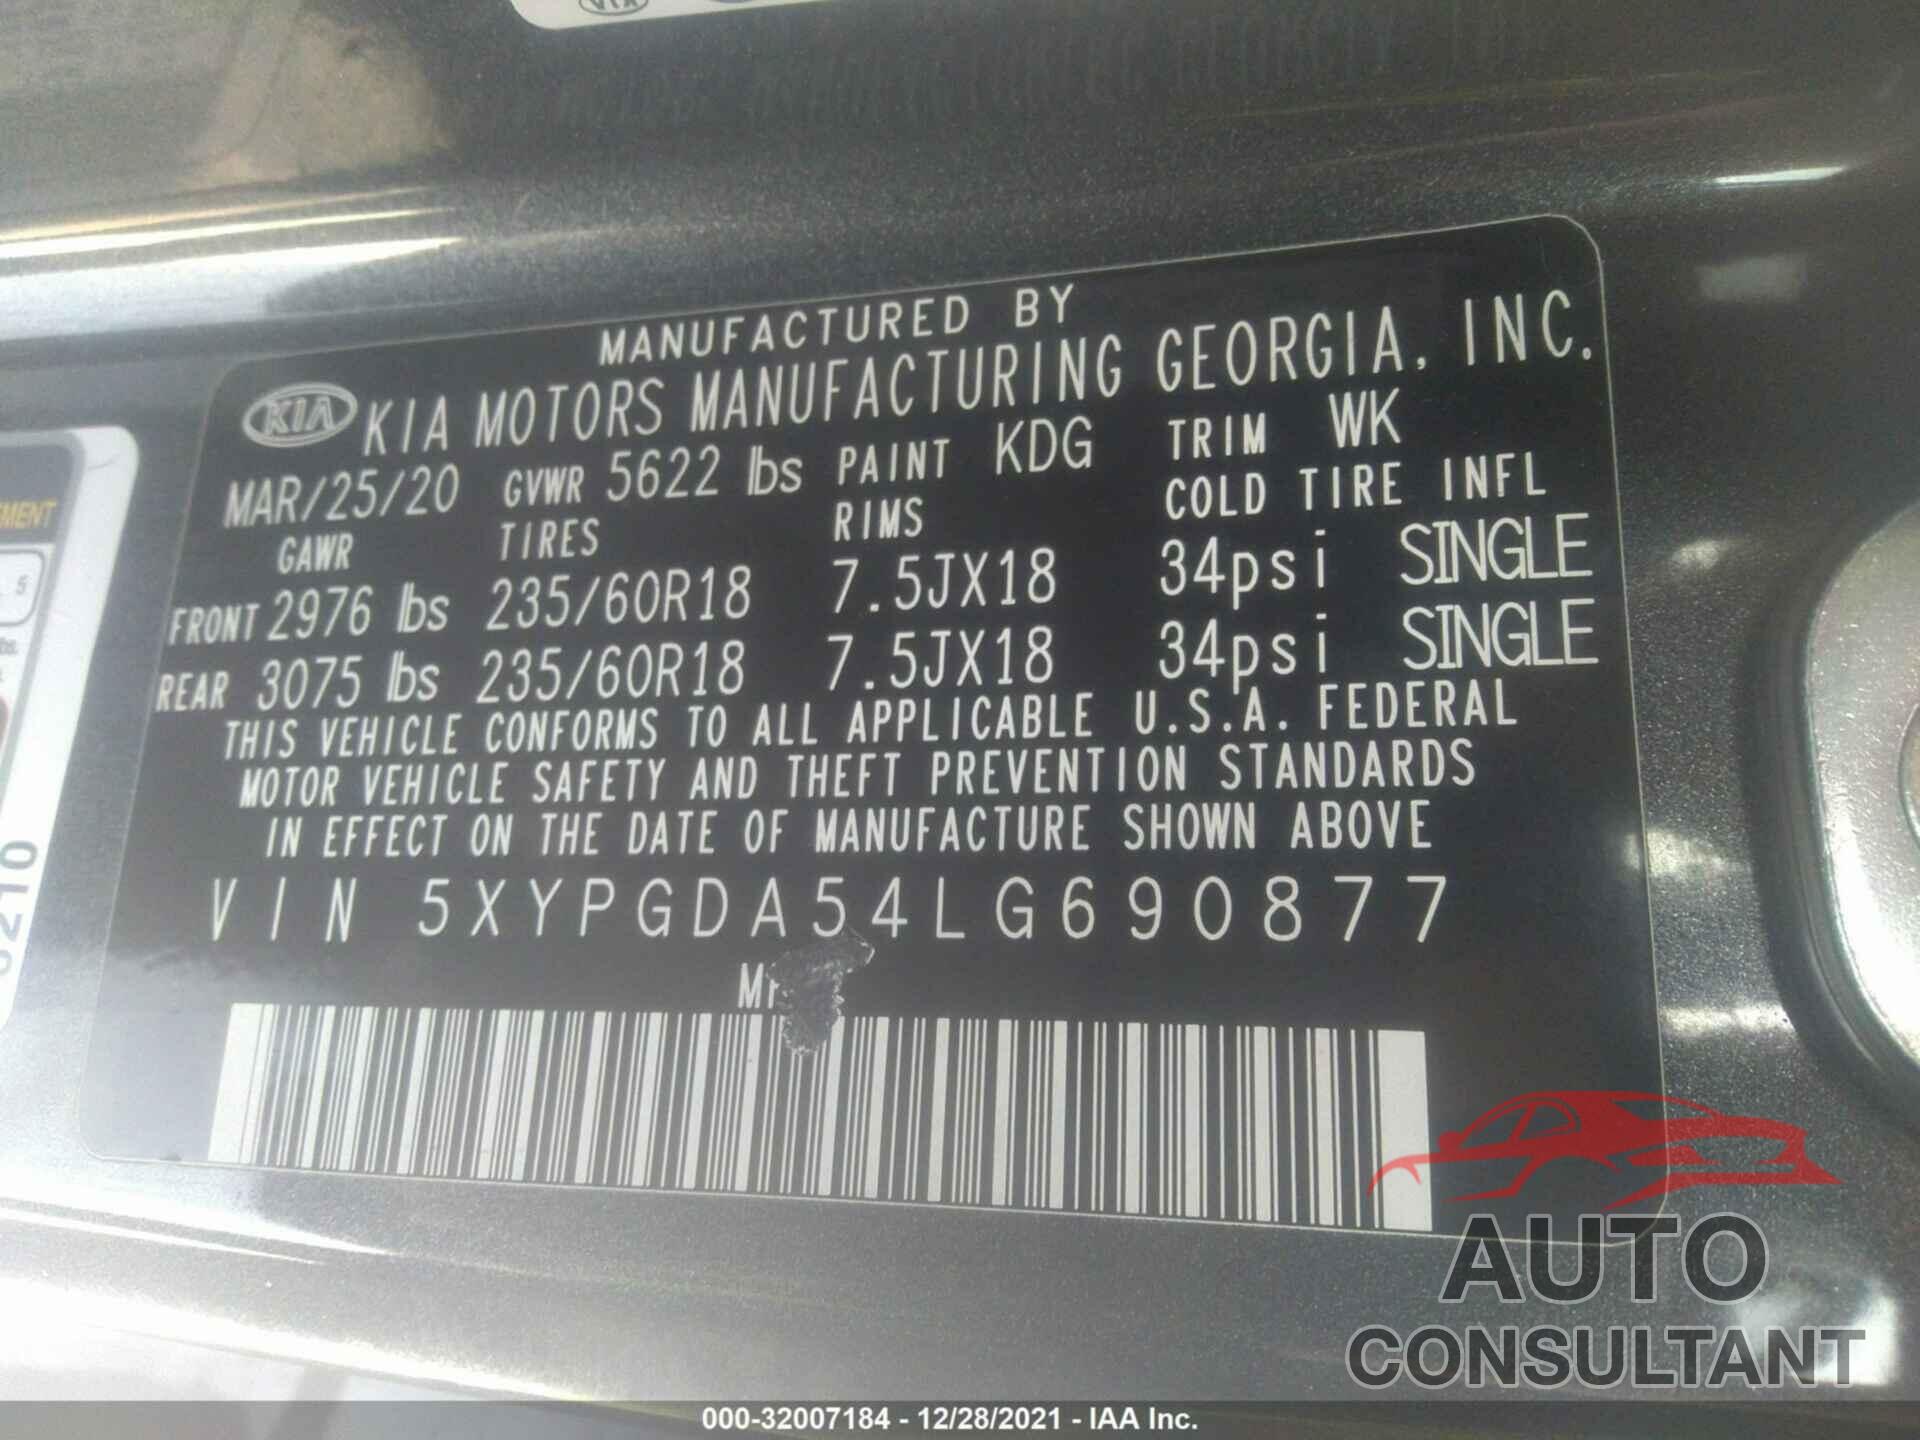 KIA
MANUFACTURED BY
KIA KIA MOTORS MANUFACTURING GEORGIA, INC.
MAR/25/20 GVWR 5622 lbs PAINT KDG TRIM WK
GAWR TIRES RIMS COLD TIRE INFL
FRONT 2976 lbs 235/60R18 7.5JX18 34psi SINGLE
REAR 3075 lbs 235/60R18 7.5JX18 34psi SINGLE
THIS VEHICLE CONFORMS TO ALL APPLICABLE U.S.A. FEDERAL
MOTOR VEHICLE SAFETY AND THEFT PREVENTION STANDARDS
IN EFFECT ON THE DATE OF MANUFACTURE SHOWN ABOVE
VIN 5XYPGDA54LG690877
5
AUTO
CONSULTANT
000-32007184 - 12/28/2021 - IAA Inc.